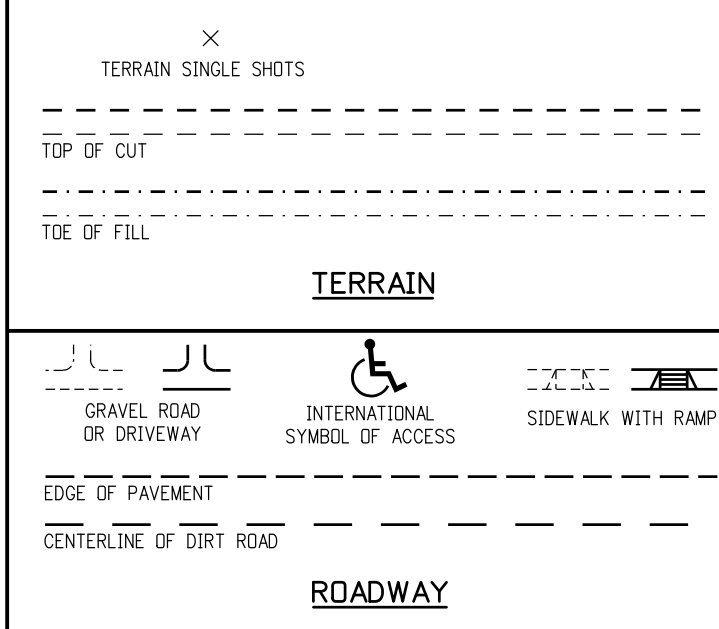 TERRAIN SINGLE SHOTS
TOP OF CUT
TOE OF FILL
TERRAIN
GRAVEL ROAD
OR DRIVEWAY
INTERNATIONAL
SYMBOL OF ACCESS
SIDEWALK WITH RAMP
EDGE OF PAVEMENT
CENTERLINE OF DIRT ROAD
ROADWAY